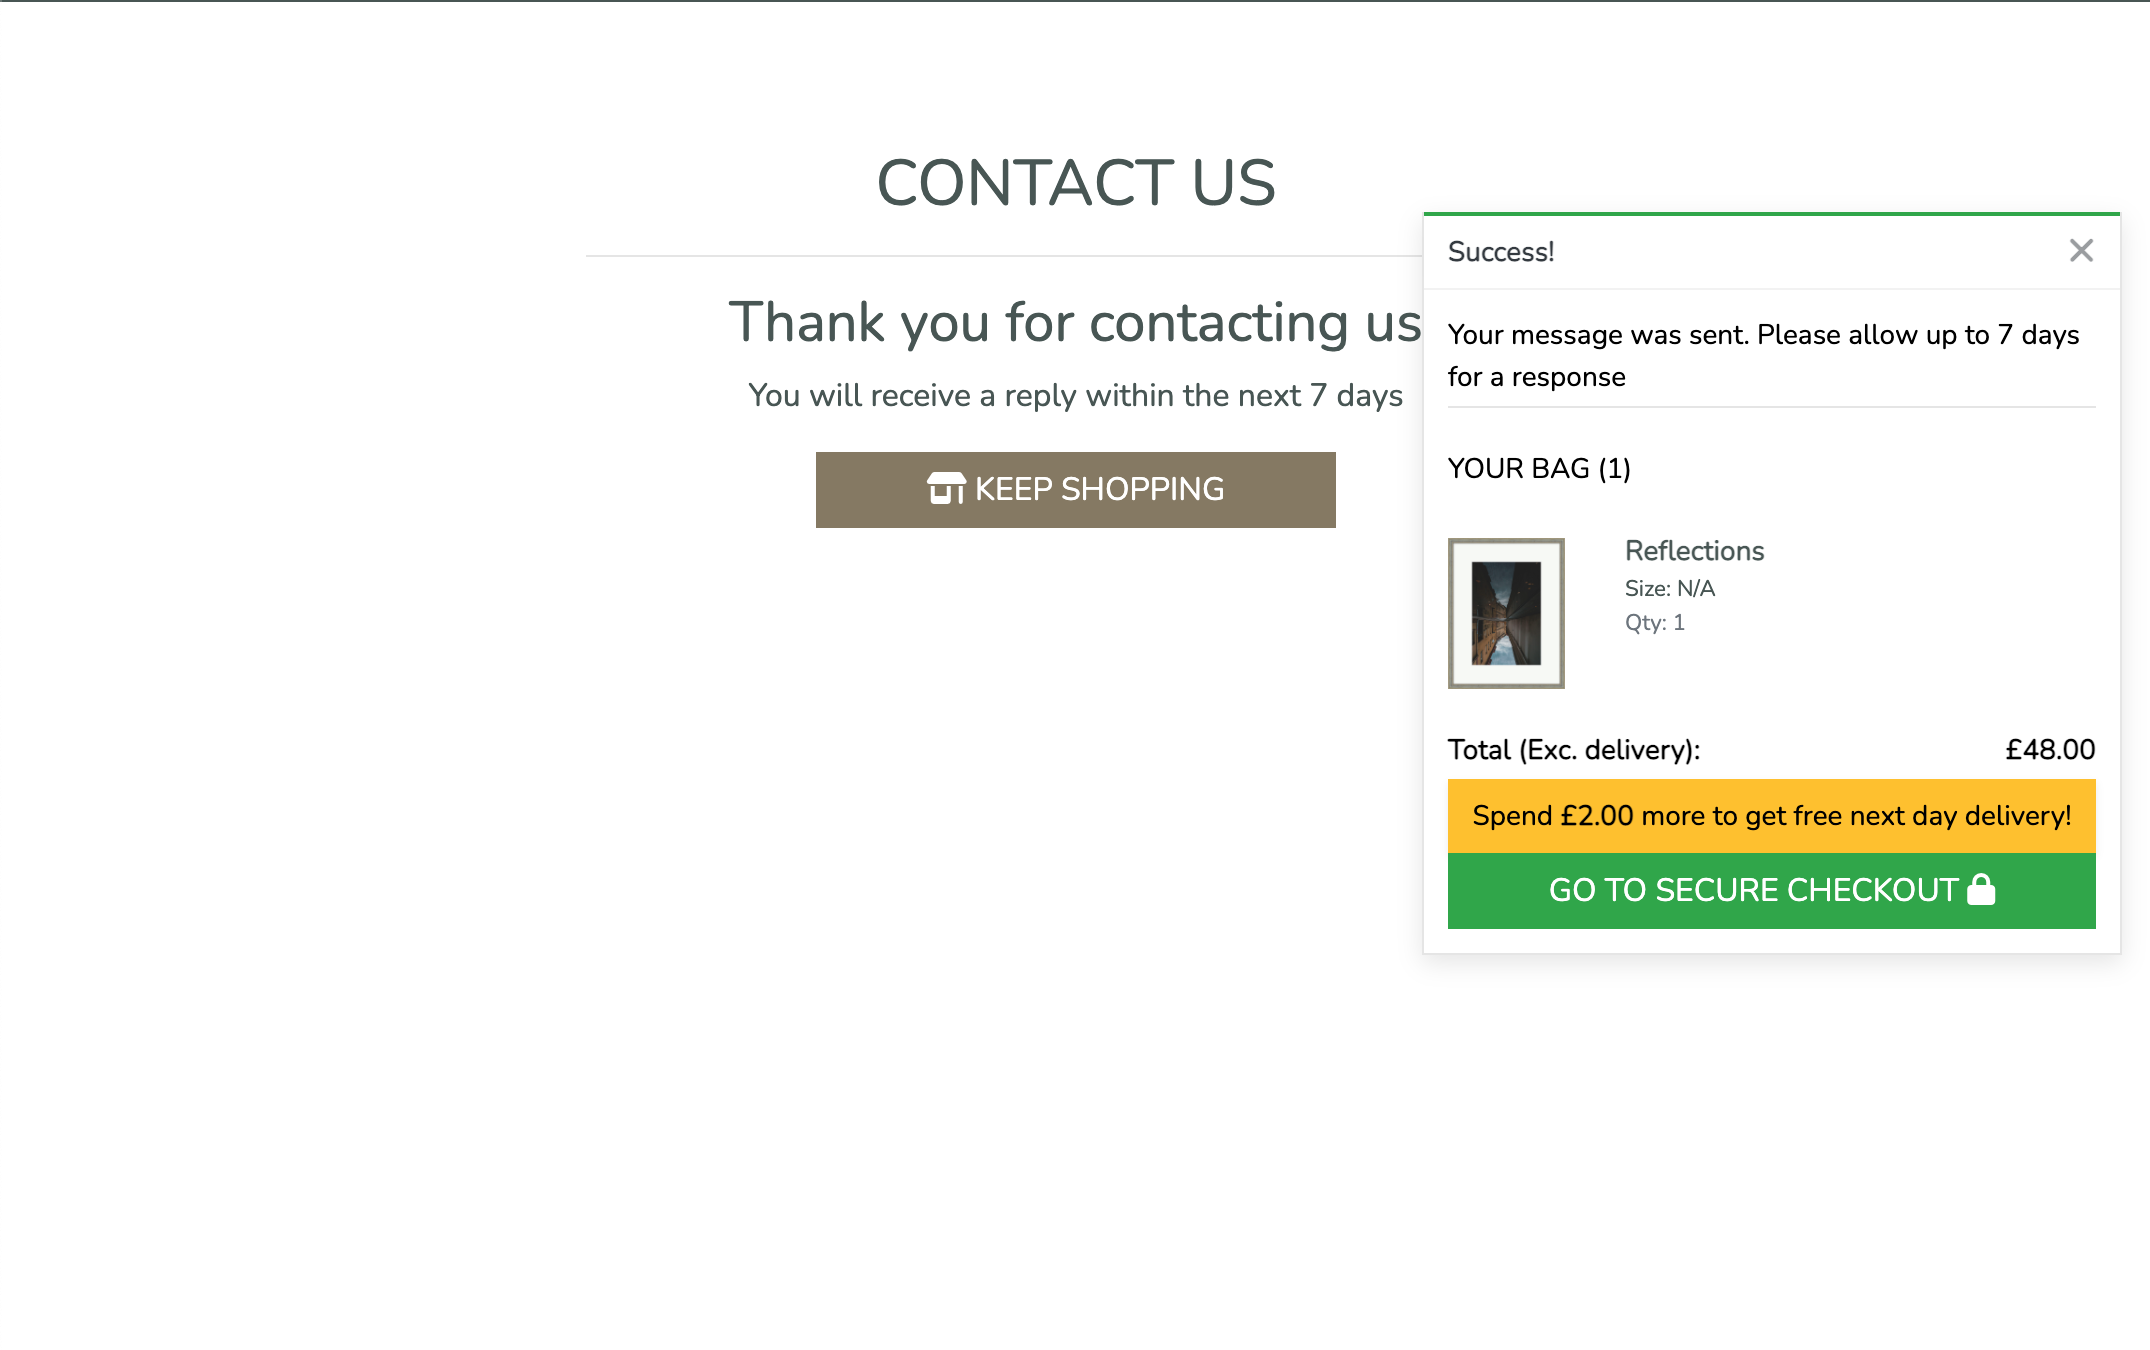 CONTACT US
Thank you for contacting us
You will receive a reply within the next 7 days
KEEP SHOPPING
Success!
Your message was sent. Please allow up to 7 days
for a response
YOUR BAG (1)
Reflections
Size: N/A
Qty: 1
Total (Exc. delivery): £48.00
Spend £2.00 more to get free next day delivery!
GO TO SECURE CHECKOUT